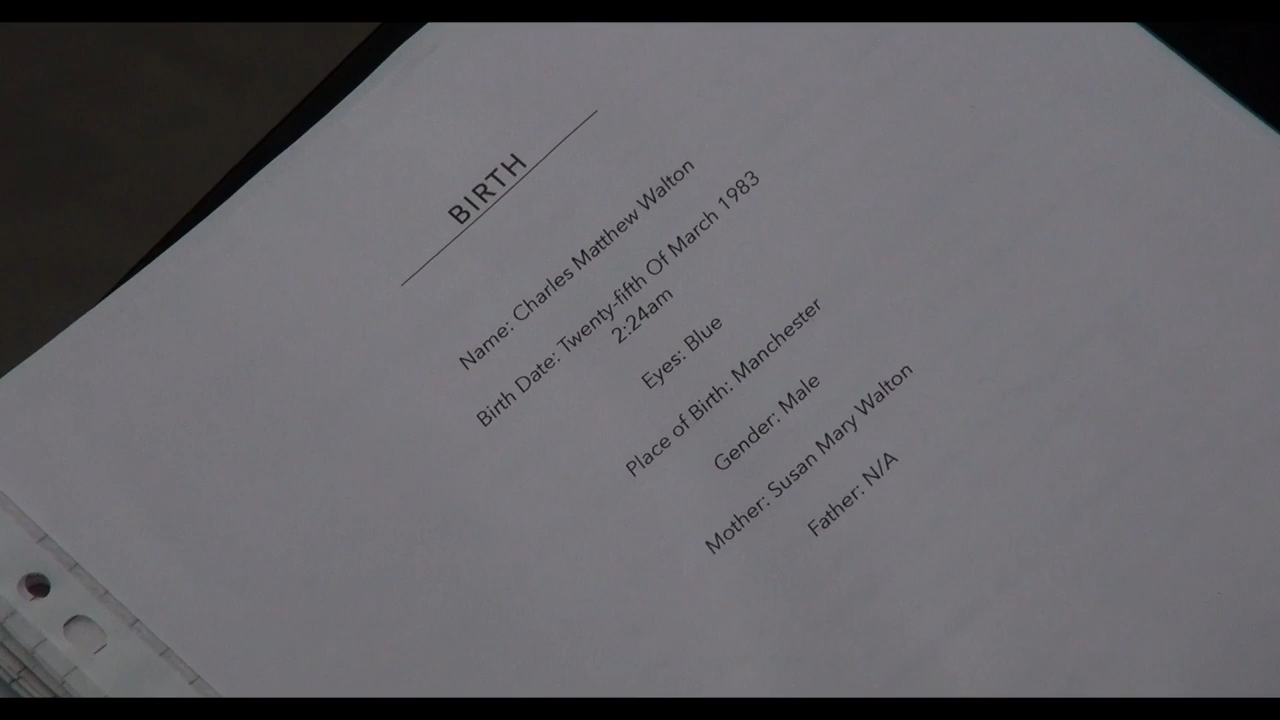 BIRTH
Name: Charles Matthew Walton
Birth Date: Twenty-fifth Of March 1983
2:24am
Eyes: Blue
Place of Birth: Manchester
Gender: Male
Mother: Susan Mary Walton
Father: N/A